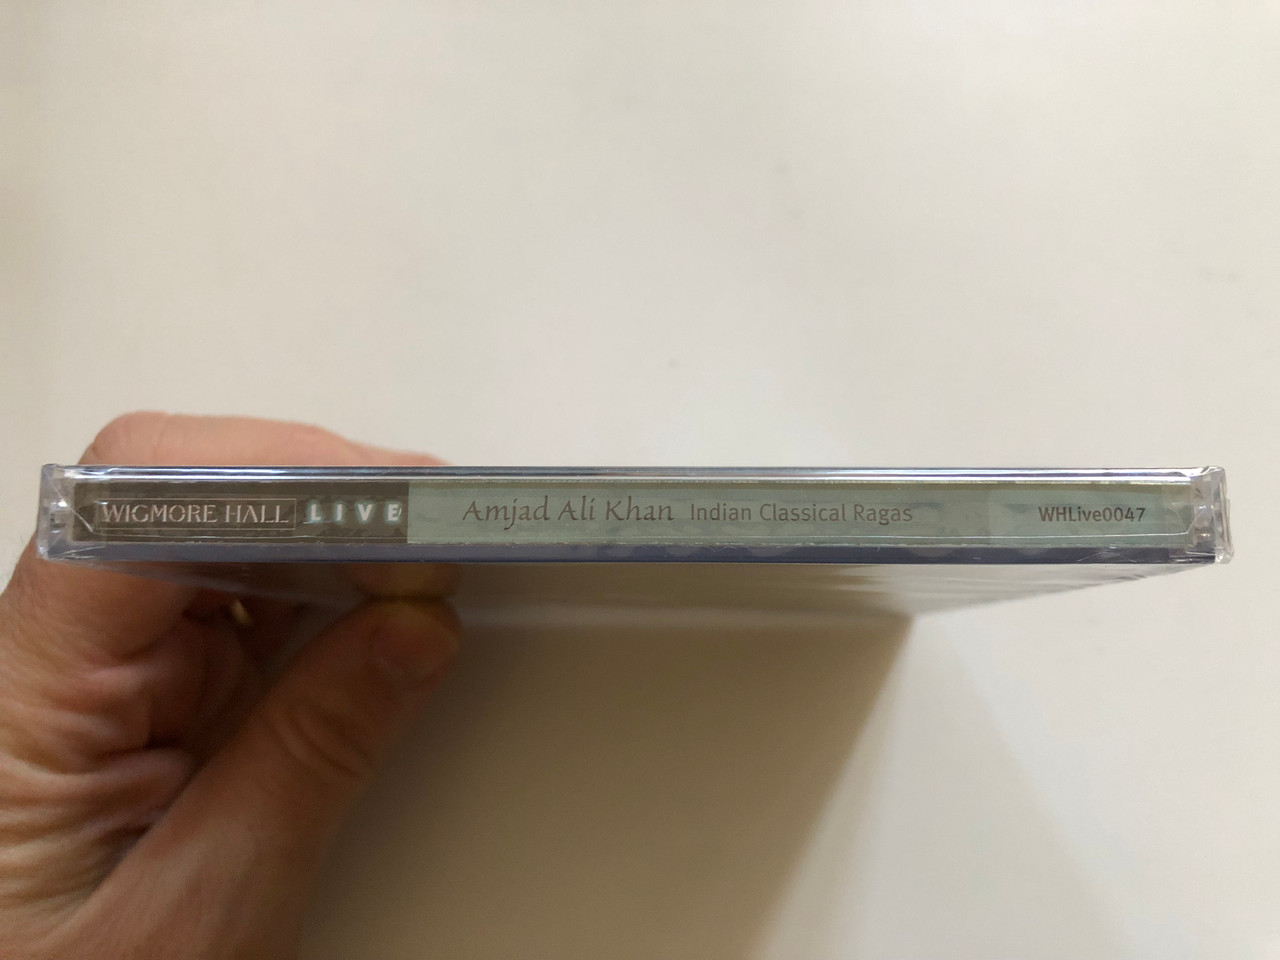 WIGMORE HALL LIVE Amjad Ali Khan Indian Classical Ragas WHLive0047